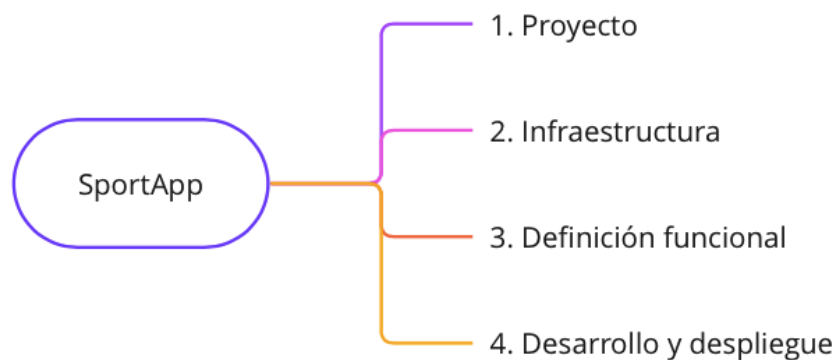 SportApp
1. Proyecto
2. Infraestructura
3. Definición funcional
4. Desarrollo y despliegue